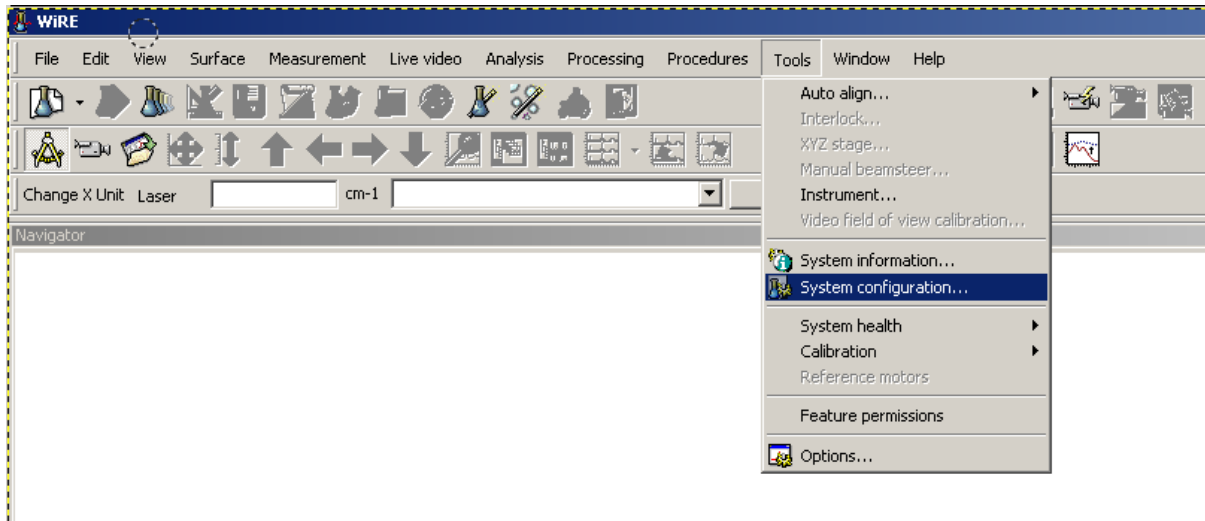 WiRE
File Edit View Surface Measurement Live video Analysis Processing Procedures Tools Window Help
Change X Unit Laser cm-1
Navigator
Auto align...
Interlock...
XYZ stage...
Manual beamsteer...
Instrument...
Video field of view calibration...
System information...
System configuration...
System health
Calibration
Reference motors
Feature permissions
Options...